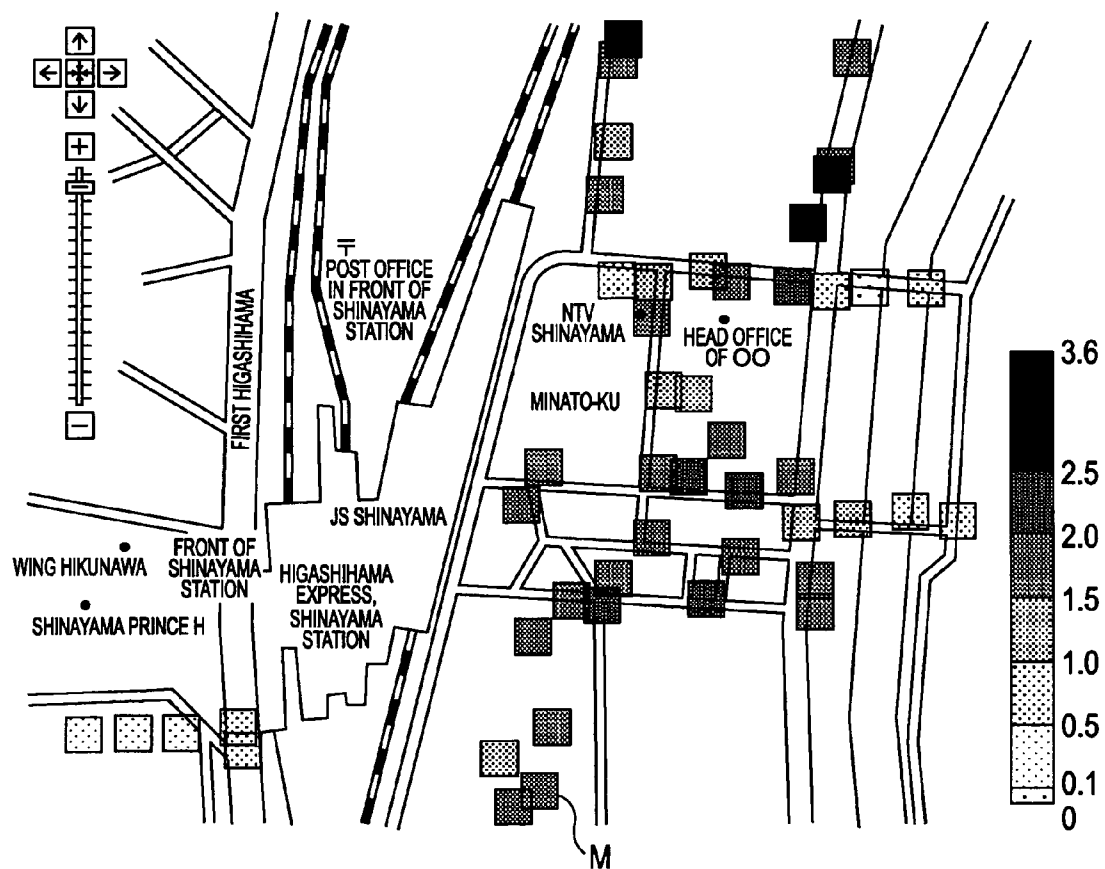 〒
POST OFFICE
IN FRONT OF
SHINAYAMA
STATION
FIRST HIGASHIHAMA
NTV
SHINAYAMA
HEAD OFFICE
OF OO
MINATO-KU
JS SHINAYAMA
WING HIKUNAWA
FRONT OF
SHINAYAMA
STATION
SHINAYAMA PRINCE H
HIGASHIHAMA
EXPRESS,
SHINAYAMA
STATION
3.6
2.5
2.0
1.5
1.0
0.5
0.1
0
M